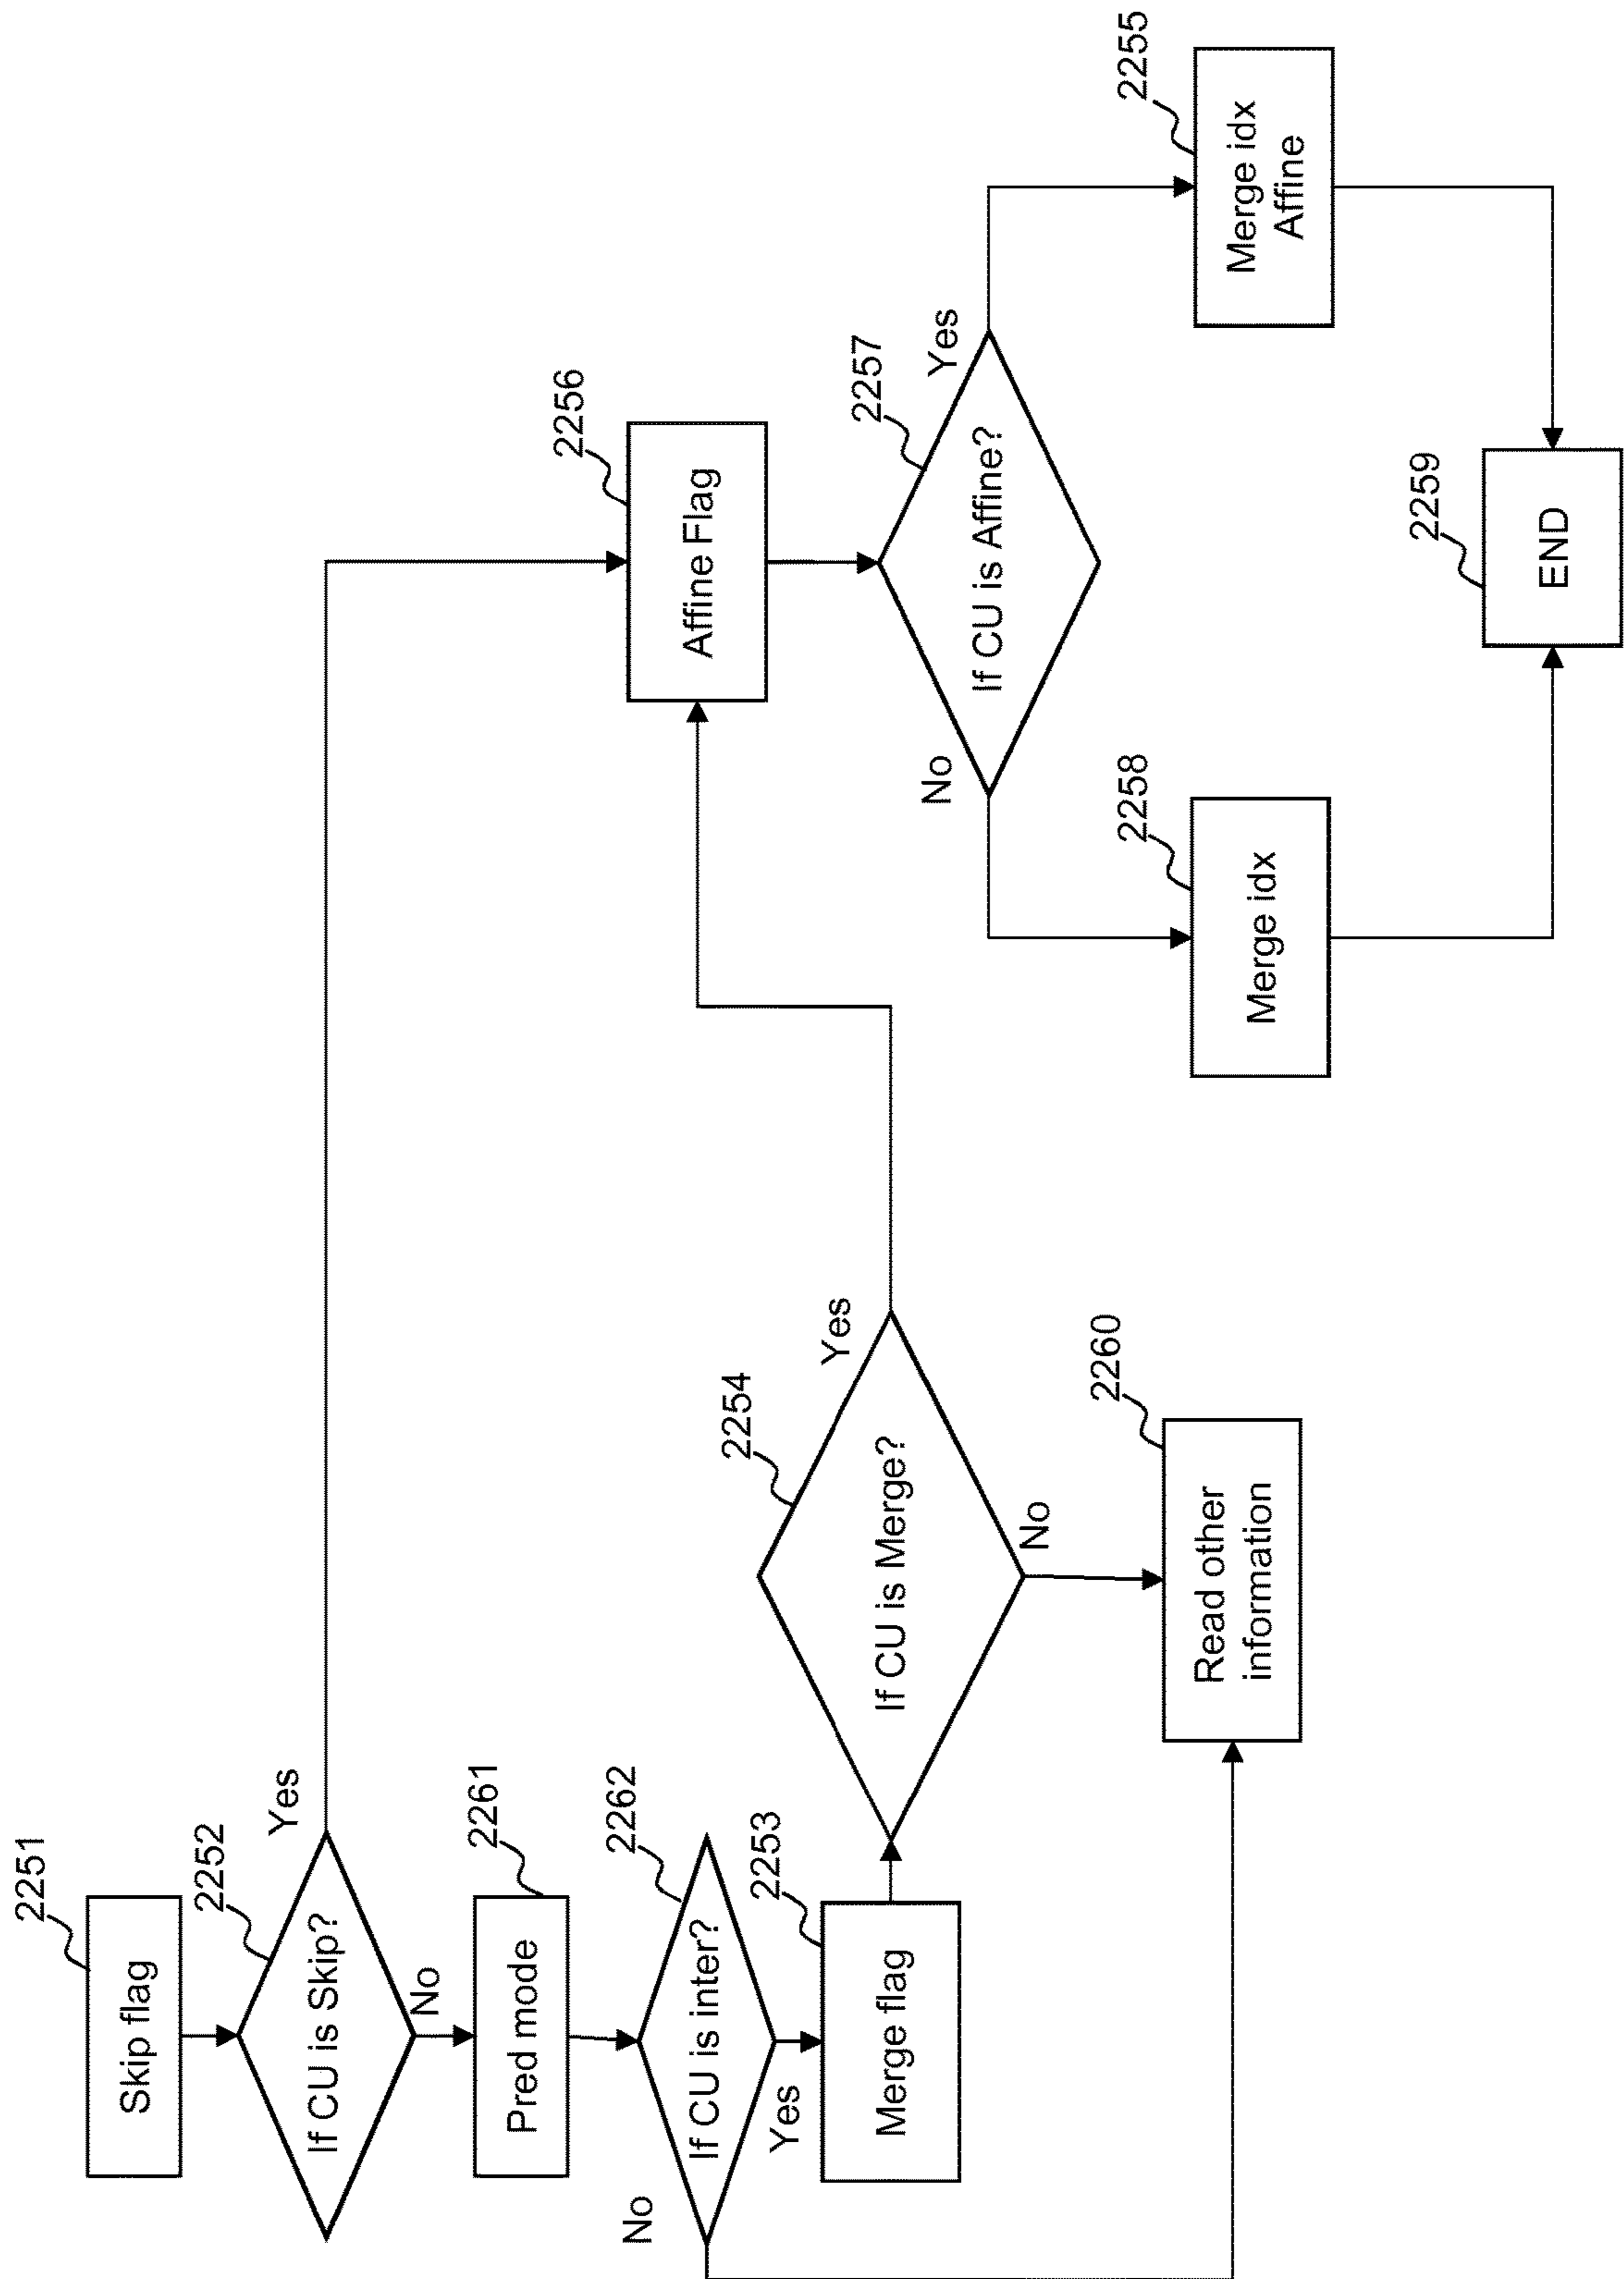 2251
Skip flag
2252
If CU is Skip?
Yes
No
2261
Pred mode
2262
If CU is inter?
No
Yes
2253
Merge flag
2254
If CU is Merge?
Yes
No
2260
Read other
information
2256
Affine Flag
2257
If CU is Affine?
No
Yes
2258
Merge idx
2255
Merge idx
Affine
2259
END